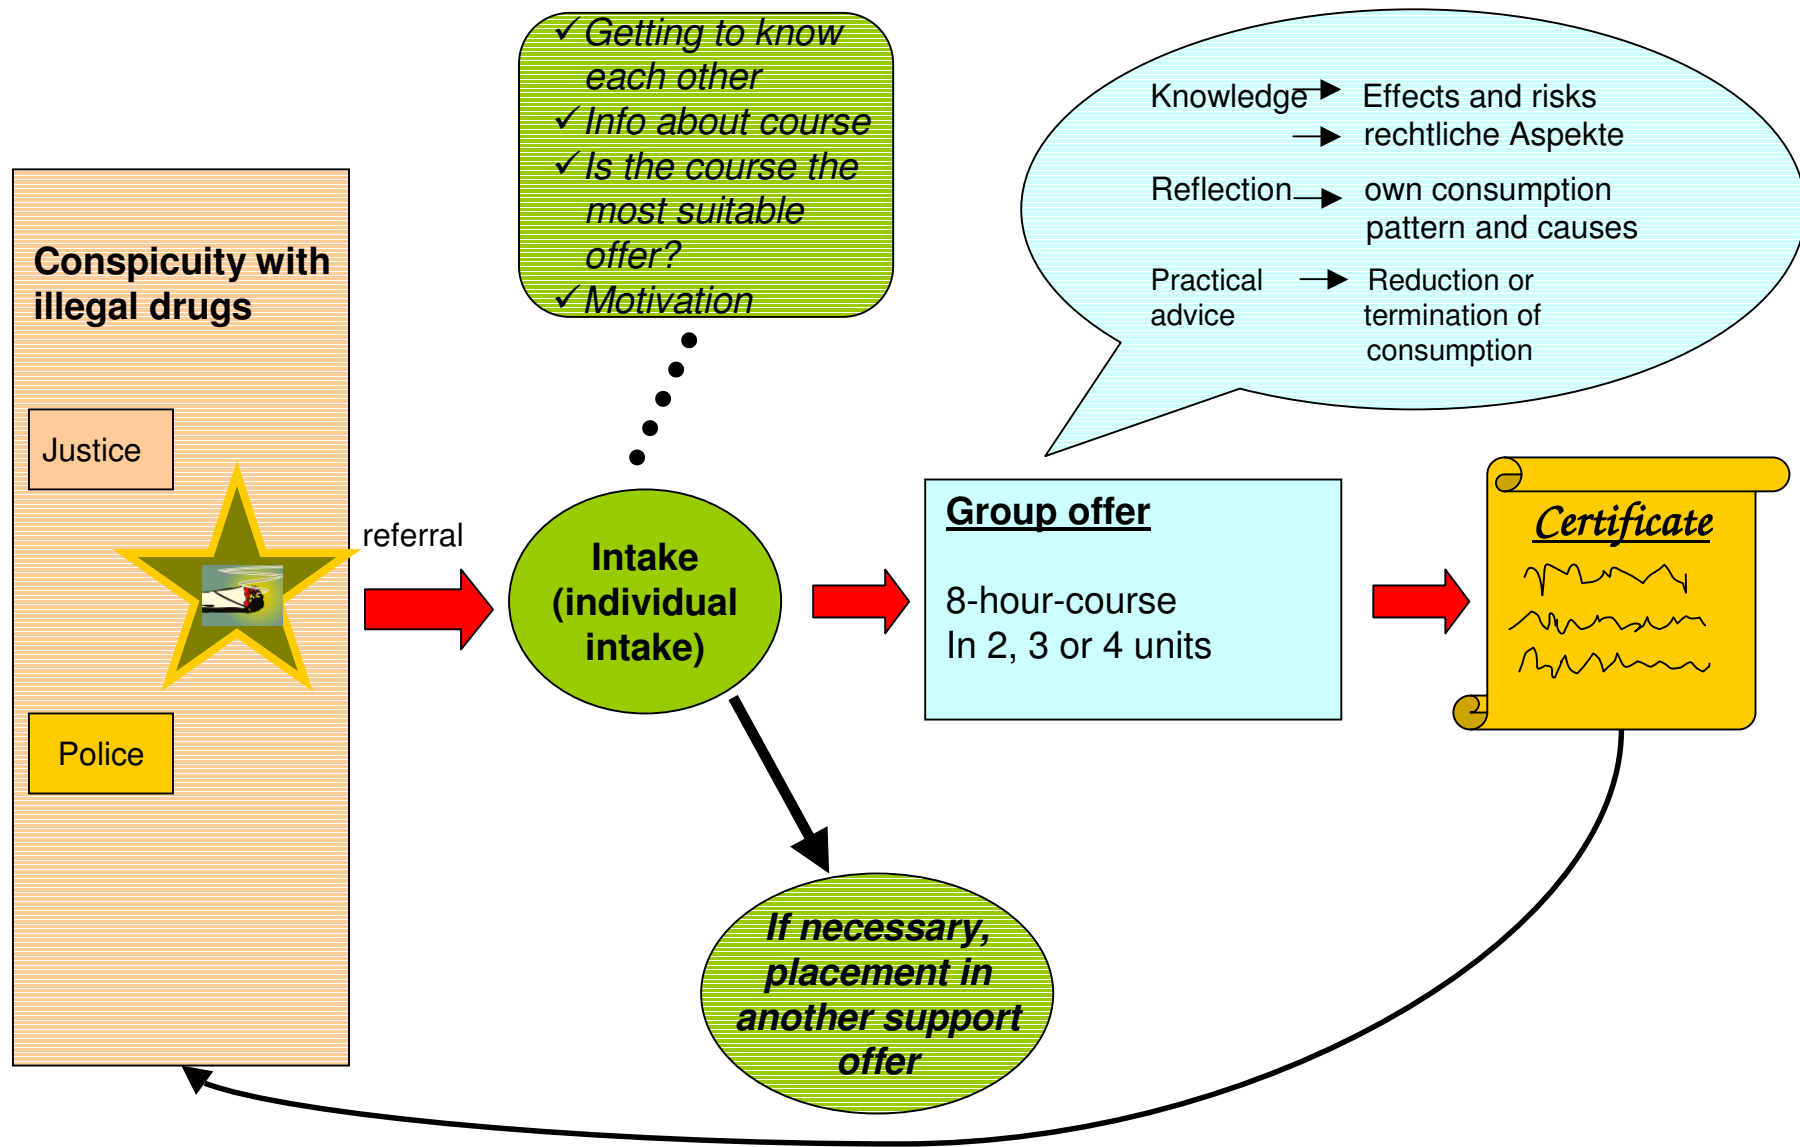 Getting to know
each other
Info about course
Is the course the
most suitable
offer?
Motivation
Knowledge Effects and risks
rechtliche Aspekte
Reflection own consumption
pattern and causes
Practical Reduction or
advice termination of
consumption
Conspicuity with
illegal drugs
Justice
Police
referral
Intake
(individual
intake)
Group offer
8-hour-course
In 2, 3 or 4 units
Certificate
If necessary,
placement in
another support
offer